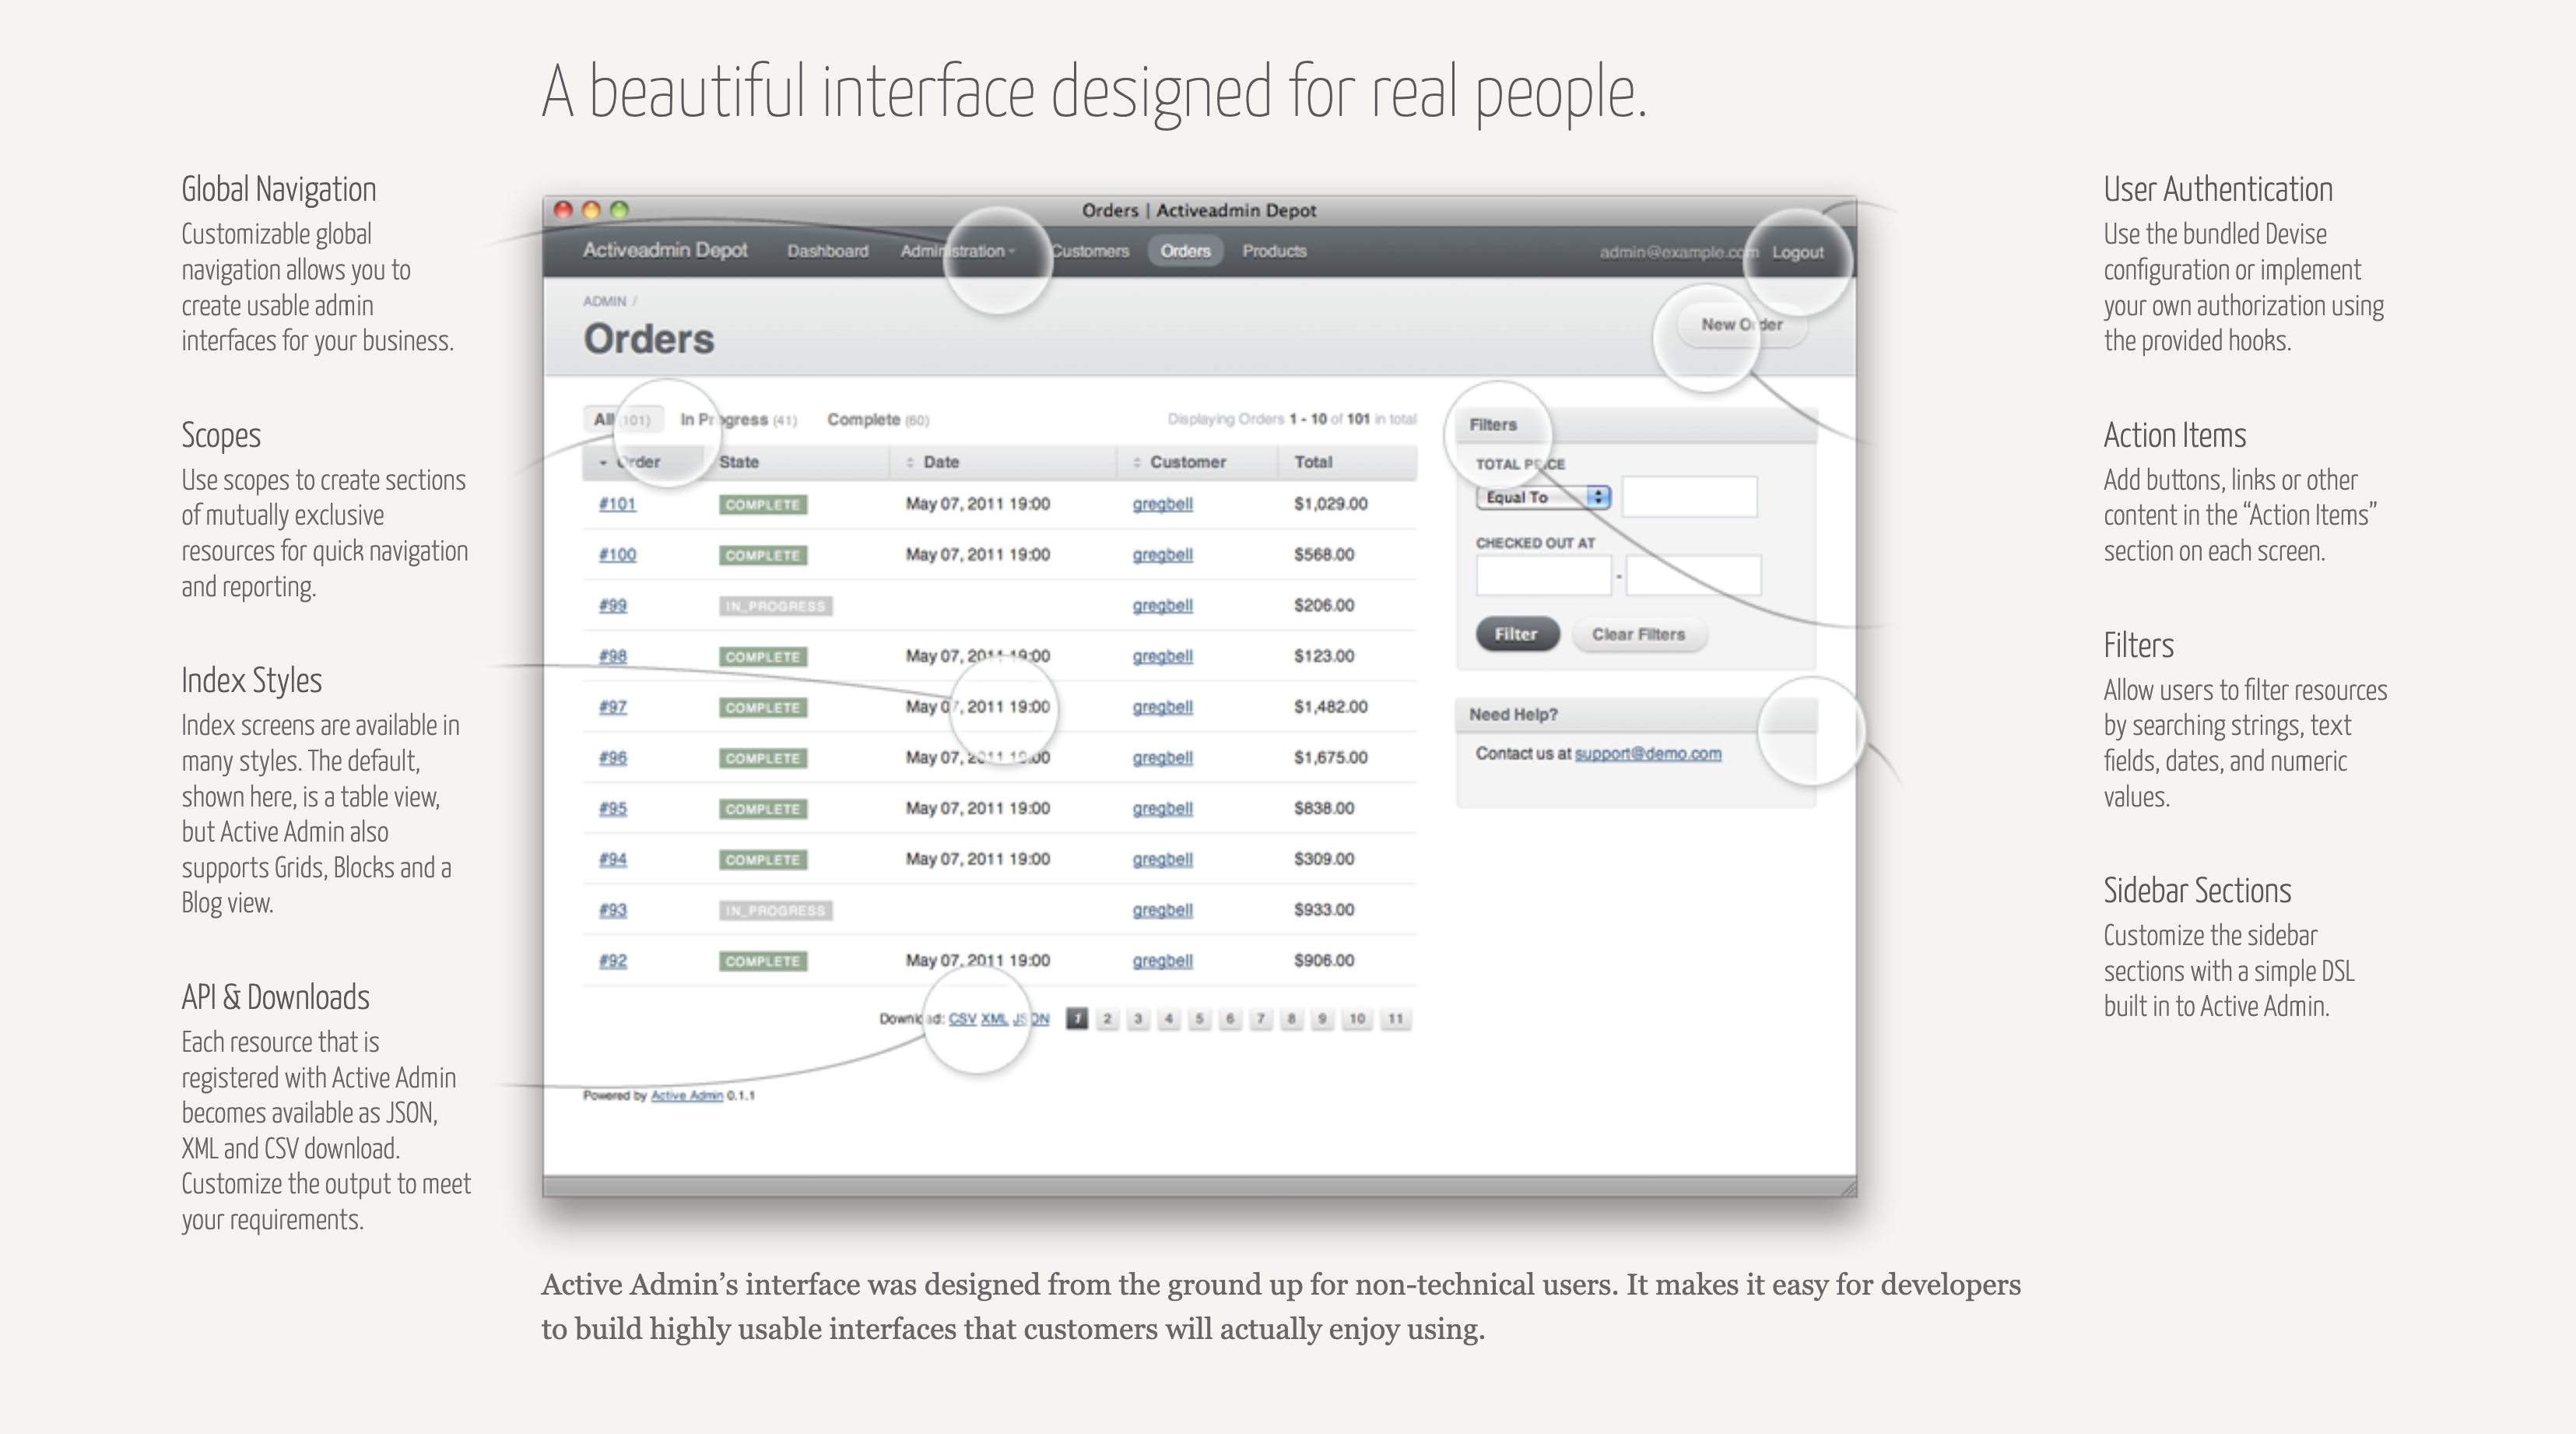 A beautiful interface designed for real people.
Global Navigation
Customizable global
navigation allows you to
create usable admin
interfaces for your business.
Scopes
Use scopes to create sections
of mutually exclusive
resources for quick navigation
and reporting.
Index Styles
Index screens are available in
many styles. The default,
shown here, is a table view,
but Active Admin also
supports Grids, Blocks and a
Blog view.
API & Downloads
Each resource that is
registered with Active Admin
becomes available as JSON,
XML and CSV download.
Customize the output to meet
your requirements.
Orders | Activeadmin Depot
Activeadmin Depot Dashboard Administration Customers Orders Products admin@example.com Logout
ADMIN /
Orders
New Order
All (101) In Progress (41) Complete (60) Displaying Orders 1 - 10 of 101 in total
Order State Date Customer Total
#101 COMPLETE May 07, 2011 19:00 gregbell $1,029.00
#100 COMPLETE May 07, 2011 19:00 gregbell $568.00
#99 IN_PROGRESS gregbell $206.00
#98 COMPLETE May 07, 2011 19:00 gregbell $123.00
#97 COMPLETE May 07, 2011 19:00 gregbell $1,482.00
#96 COMPLETE May 07, 2011 19:00 gregbell $1,675.00
#95 COMPLETE May 07, 2011 19:00 gregbell $838.00
#94 COMPLETE May 07, 2011 19:00 gregbell $309.00
#93 IN_PROGRESS gregbell $933.00
#92 COMPLETE May 07, 2011 19:00 gregbell $906.00
Download: CSV XML JSON 1 2 3 4 5 6 7 8 9 10 11
Powered by Active Admin 0.1.1
Filters
TOTAL PRICE
Equal To
CHECKED OUT AT
-
Filter Clear Filters
Need Help?
Contact us at support@demo.com
User Authentication
Use the bundled Devise
configuration or implement
your own authorization using
the provided hooks.
Action Items
Add buttons, links or other
content in the “Action Items”
section on each screen.
Filters
Allow users to filter resources
by searching strings, text
fields, dates, and numeric
values.
Sidebar Sections
Customize the sidebar
sections with a simple DSL
built in to Active Admin.
Active Admin’s interface was designed from the ground up for non-technical users. It makes it easy for developers
to build highly usable interfaces that customers will actually enjoy using.